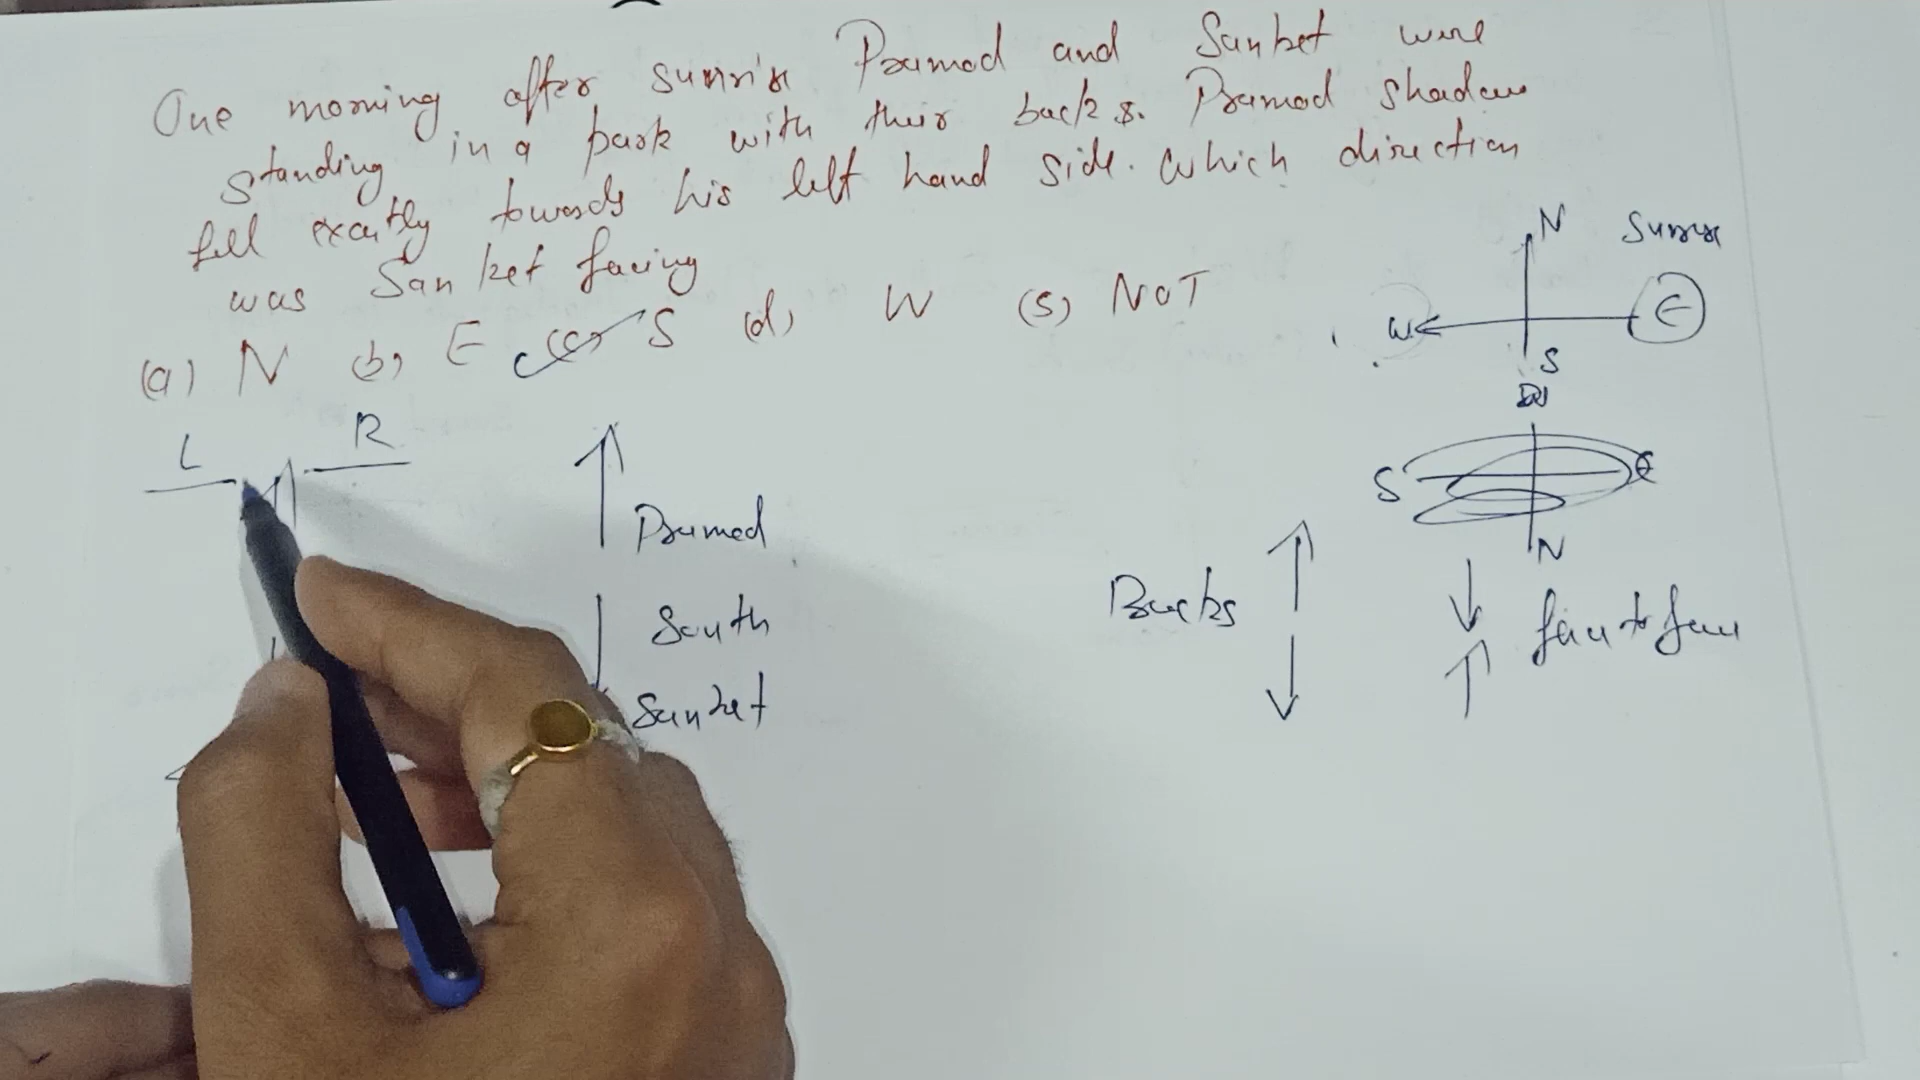 One morning after sunrise Pramod and Sanket were
standing in a park with their backs. Pramod shadow
fell exactly towards his left hand side. Which direction
was Sanket facing
(a) N (b) E (c) S (d) W (5) NOT
N Sunrise
W E
S
L R
S E
N
Pramod
South
Sanket
Backs
face to face